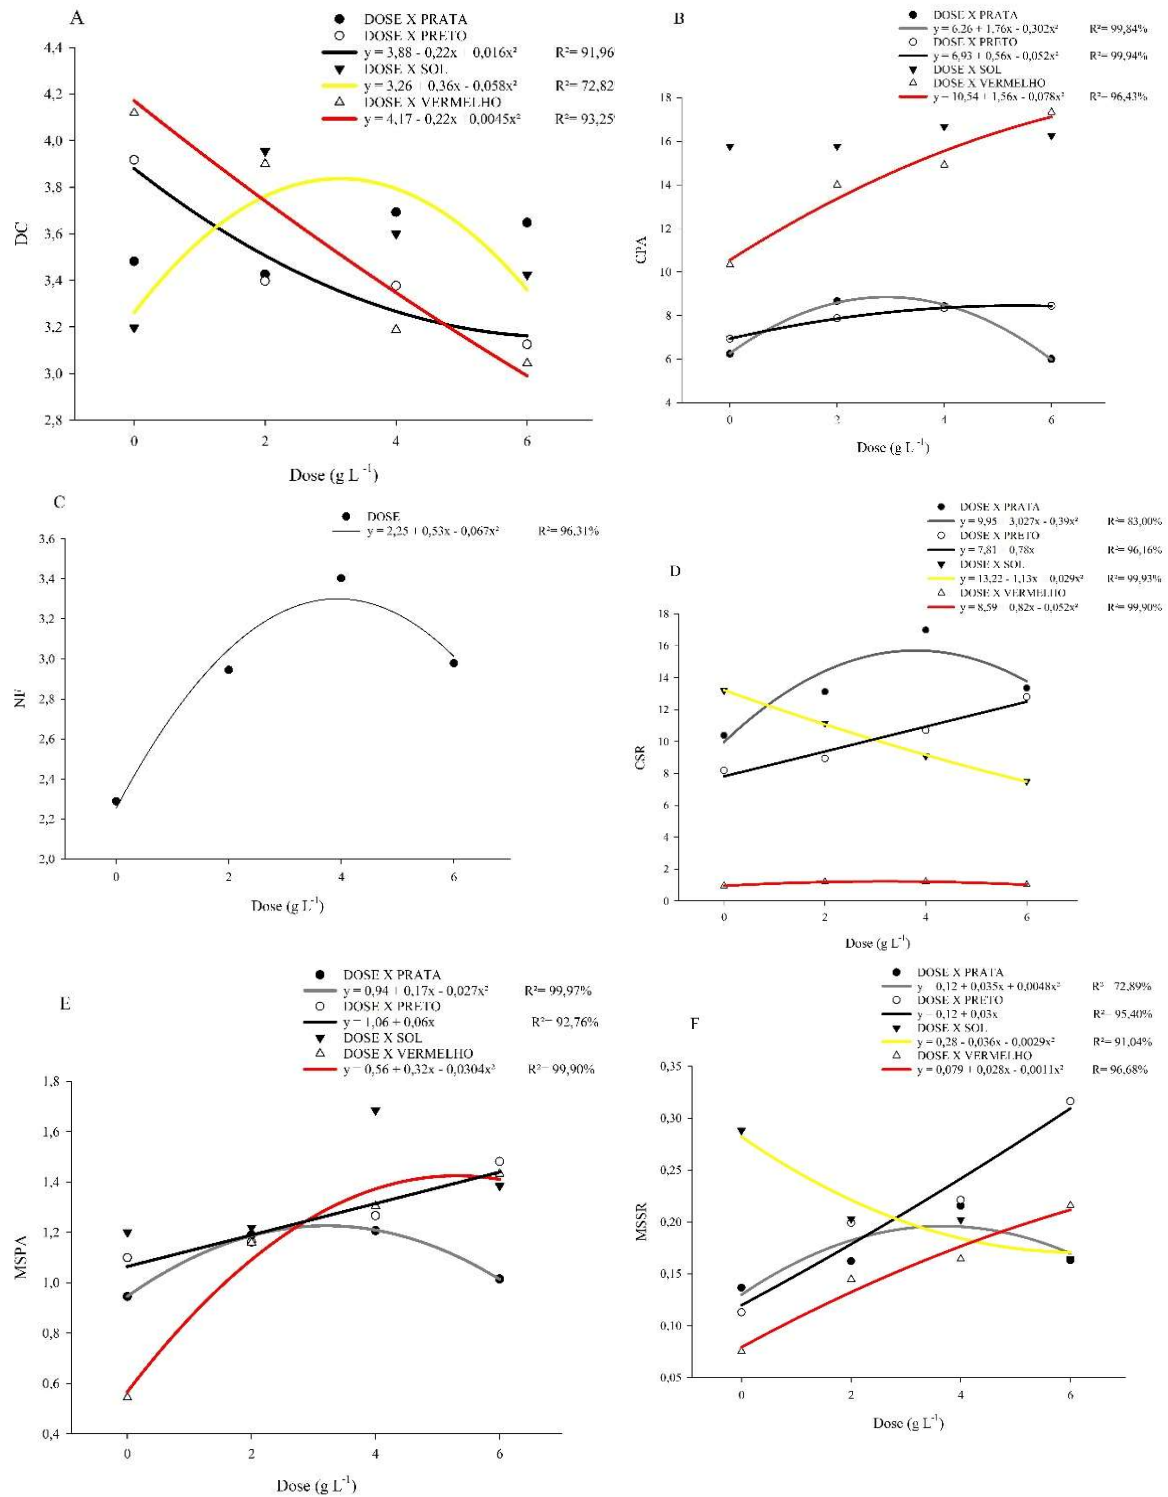 A
DOSE X PRATA
DOSE X PRETO
y = 3,88 - 0,22x + 0,016x² R²= 91,96
DOSE X SOL
y = 3,26 + 0,36x - 0,058x² R²= 72,82
DOSE X VERMELHO
y = 4,17 - 0,22x + 0,0045x² R²= 93,25
4,4
4,2
4,0
3,8
3,6
3,4
3,2
3,0
2,8
DC
0 2 4 6
Dose (g L⁻¹)
B
DOSE X PRATA
y = 6,26 + 1,76x - 0,302x² R²= 99,84%
DOSE X PRETO
y = 6,93 + 0,56x - 0,052x² R²= 99,94%
DOSE X SOL
DOSE X VERMELHO
y = 10,54 + 1,56x - 0,078x² R²= 96,43%
18
16
14
12
10
8
6
4
CPA
0 2 4 6
Dose (g L⁻¹)
C
DOSE
y = 2,25 + 0,53x - 0,067x² R²= 96,31%
3,6
3,4
3,2
3,0
2,8
2,6
2,4
2,2
2,0
NF
0 2 4 6
Dose (g L⁻¹)
D
DOSE X PRATA
y = 9,95 3,027x - 0,39x² R²= 83,00%
DOSE X PRETO
y = 7,81 0,78x R²= 96,16%
DOSE X SOL
y = 13,22 - 1,13x 0,029x² R²= 99,93%
DOSE X VERMELHO
y = 8,59 0,82x - 0,052x² R²= 99,90%
18
16
14
12
10
8
6
4
2
0
CSR
0 2 4 6
Dose (g L⁻¹)
E
DOSE X PRATA
y = 0,94 + 0,17x - 0,027x² R²= 99,97%
DOSE X PRETO
y = 1,06 + 0,06x R²= 92,76%
DOSE X SOL
DOSE X VERMELHO
y = 0,56 + 0,32x - 0,0304x² R²= 99,90%
1,8
1,6
1,4
1,2
1,0
0,8
0,6
0,4
MSPA
0 2 4 6
Dose (g L⁻¹)
F
DOSE X PRATA
y 0,12 + 0,035x + 0,0048x² R² 72,89%
DOSE X PRETO
y = 0,12 + 0,03x R²= 95,40%
DOSE X SOL
y = 0,28 - 0,036x - 0,0029x² R²= 91,04%
DOSE X VERMELHO
y = 0,079 + 0,028x - 0,0011x² R= 96,68%
0,35
0,30
0,25
0,20
0,15
0,10
0,05
MSSR
0 2 4 6
Dose (g L⁻¹)